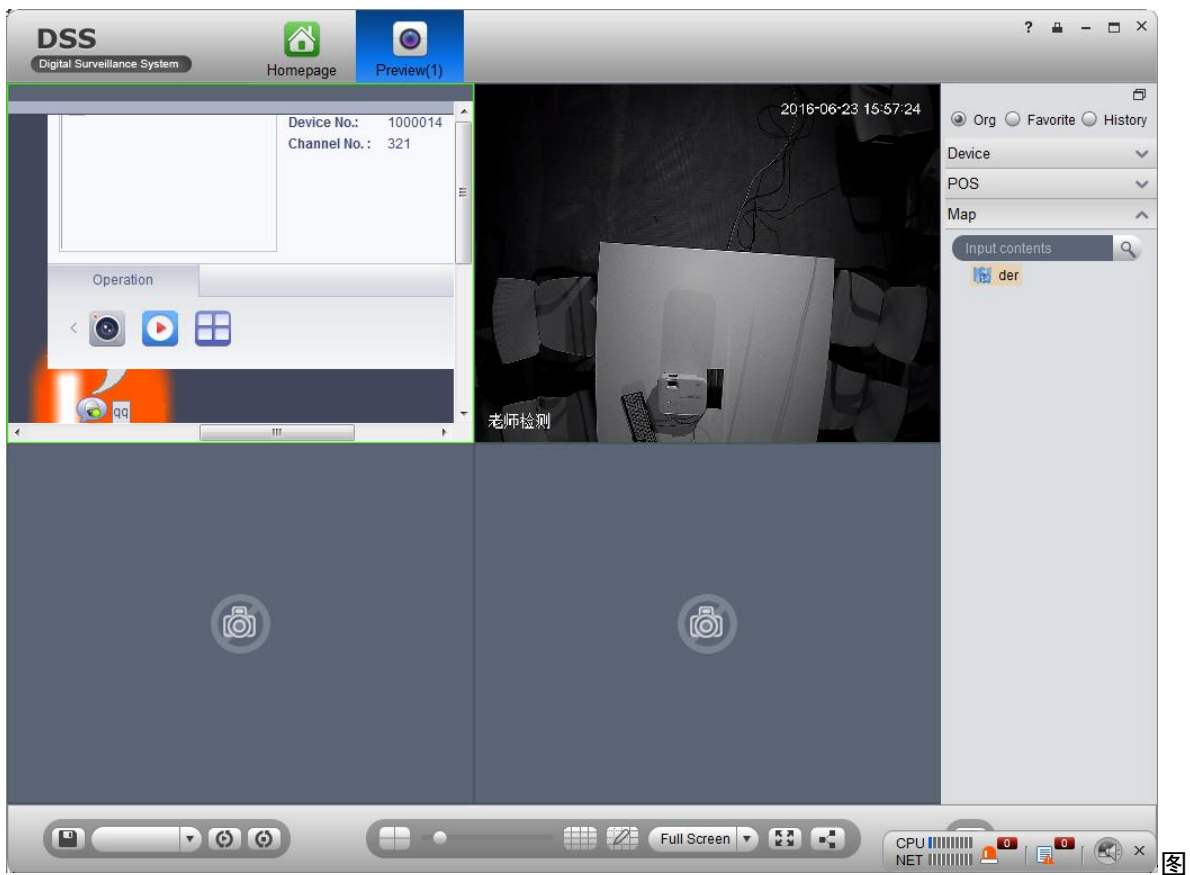 DSS
Digital Surveillance System
Homepage
Preview(1)
?
Device No.: 1000014
Channel No.: 321
Operation
qq
2016-06-23 15:57:24
老师检测
Org Favorite History
Device
POS
Map
Input contents
der
Full Screen
CPU
NET
0
0
图